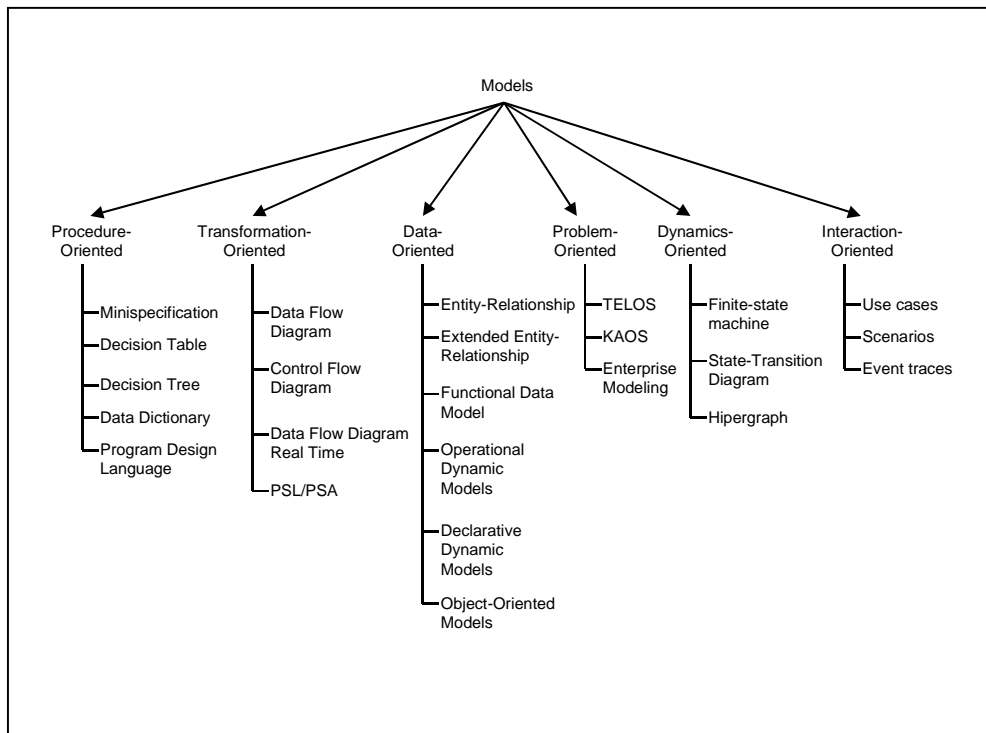 Models
Procedure-
Oriented
Minispecification
Decision Table
Decision Tree
Data Dictionary
Program Design
Language
Transformation-
Oriented
Data Flow
Diagram
Control Flow
Diagram
Data Flow Diagram
Real Time
PSL/PSA
Data-
Oriented
Entity-Relationship
Extended Entity-
Relationship
Functional Data
Model
Operational
Dynamic
Models
Declarative
Dynamic
Models
Object-Oriented
Models
Problem-
Oriented
TELOS
KAOS
Enterprise
Modeling
Dynamics-
Oriented
Finite-state
machine
State-Transition
Diagram
Hipergraph
Interaction-
Oriented
Use cases
Scenarios
Event traces